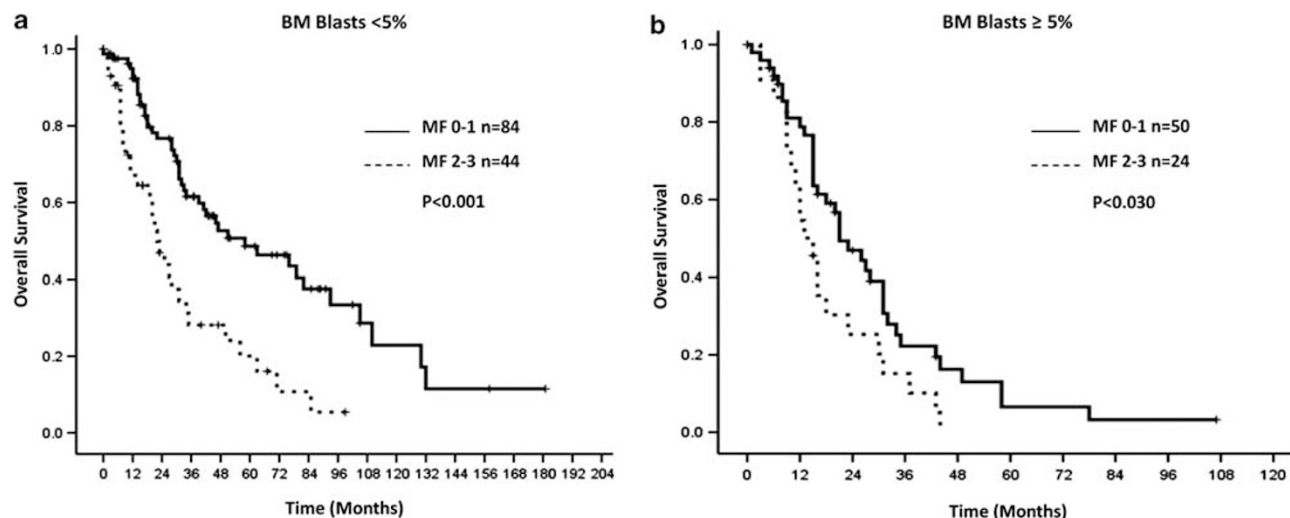 a
BM Blasts <5%
Overall Survival
1.0
0.8
0.6
0.4
0.2
0.0
MF 0-1 n=84
MF 2-3 n=44
P<0.001
0 12 24 36 48 60 72 84 96 108 120 132 144 156 168 180 192 204
Time (Months)
b
BM Blasts ≥ 5%
Overall Survival
1.0
0.8
0.6
0.4
0.2
0.0
MF 0-1 n=50
MF 2-3 n=24
P<0.030
0 12 24 36 48 60 72 84 96 108 120
Time (Months)